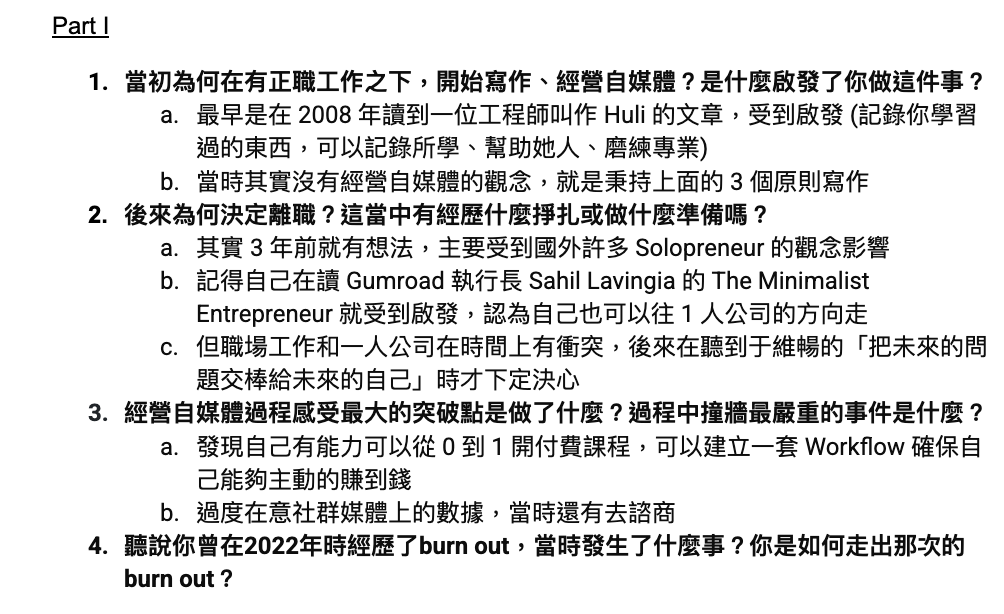 Part I
1. 當初為何在有正職工作之下，開始寫作、經營自媒體？是什麼啟發了你做這件事？
a. 最早是在 2008 年讀到一位工程師叫作 Huli 的文章，受到啟發 (記錄你學習
過的東西，可以記錄所學、幫助她人、磨練專業)
b. 當時其實沒有經營自媒體的觀念，就是秉持上面的 3 個原則寫作
2. 後來為何決定離職？這當中有經歷什麼掙扎或做什麼準備嗎？
a. 其實 3 年前就有想法，主要受到國外許多 Solopreneur 的觀念影響
b. 記得自己在讀 Gumroad 執行長 Sahil Lavingia 的 The Minimalist
Entrepreneur 就受到啟發，認為自己也可以往 1 人公司的方向走
c. 但職場工作和一人公司在時間上有衝突，後來在聽到于維暢的「把未來的問
題交棒給未來的自己」時才下定決心
3. 經營自媒體過程感受最大的突破點是做了什麼？過程中撞牆最嚴重的事件是什麼？
a. 發現自己有能力可以從 0 到 1 開付費課程，可以建立一套 Workflow 確保自
己能夠主動的賺到錢
b. 過度在意社群媒體上的數據，當時還有去諮商
4. 聽說你曾在2022年時經歷了burn out，當時發生了什麼事？你是如何走出那次的
burn out？